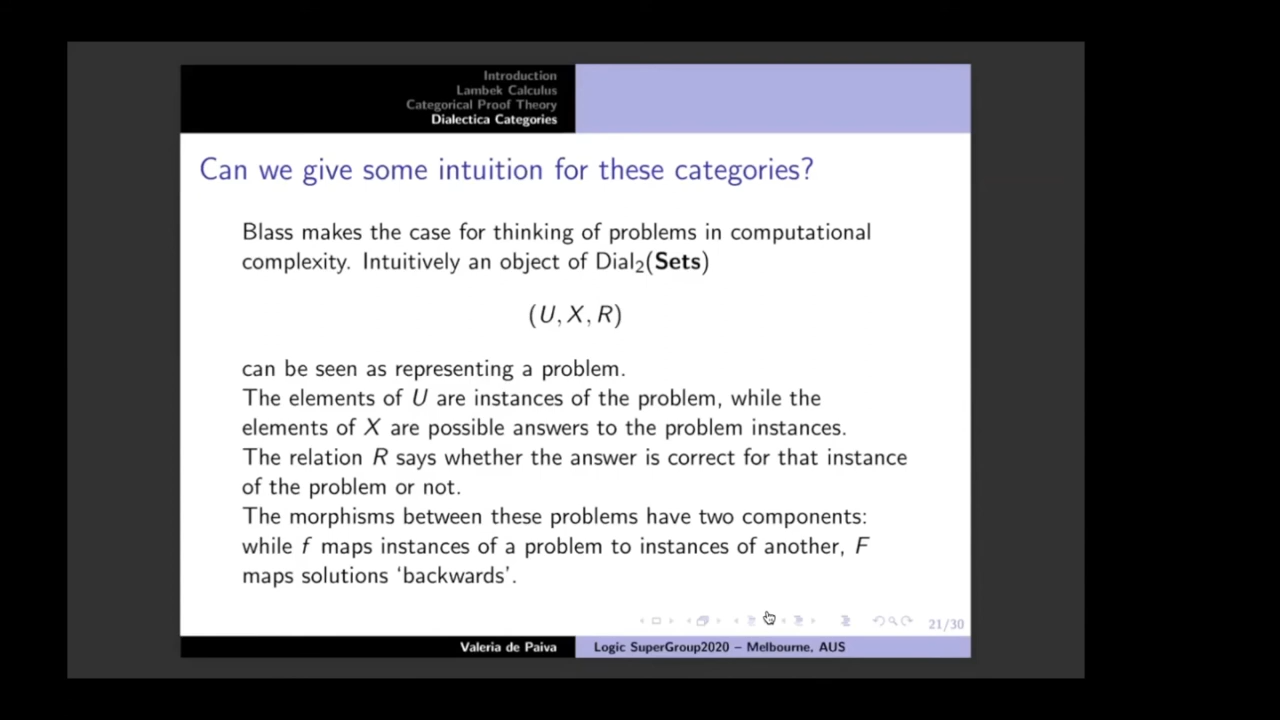 Introduction
Lambek Calculus
Categorical Proof Theory
Dialectica Categories
Can we give some intuition for these categories?
Blass makes the case for thinking of problems in computational
complexity. Intuitively an object of Dial₂(Sets)
(U, X, R)
can be seen as representing a problem.
The elements of U are instances of the problem, while the
elements of X are possible answers to the problem instances.
The relation R says whether the answer is correct for that instance
of the problem or not.
The morphisms between these problems have two components:
while f maps instances of a problem to instances of another, F
maps solutions ‘backwards’.
21/30
Valeria de Paiva
Logic SuperGroup2020 – Melbourne, AUS